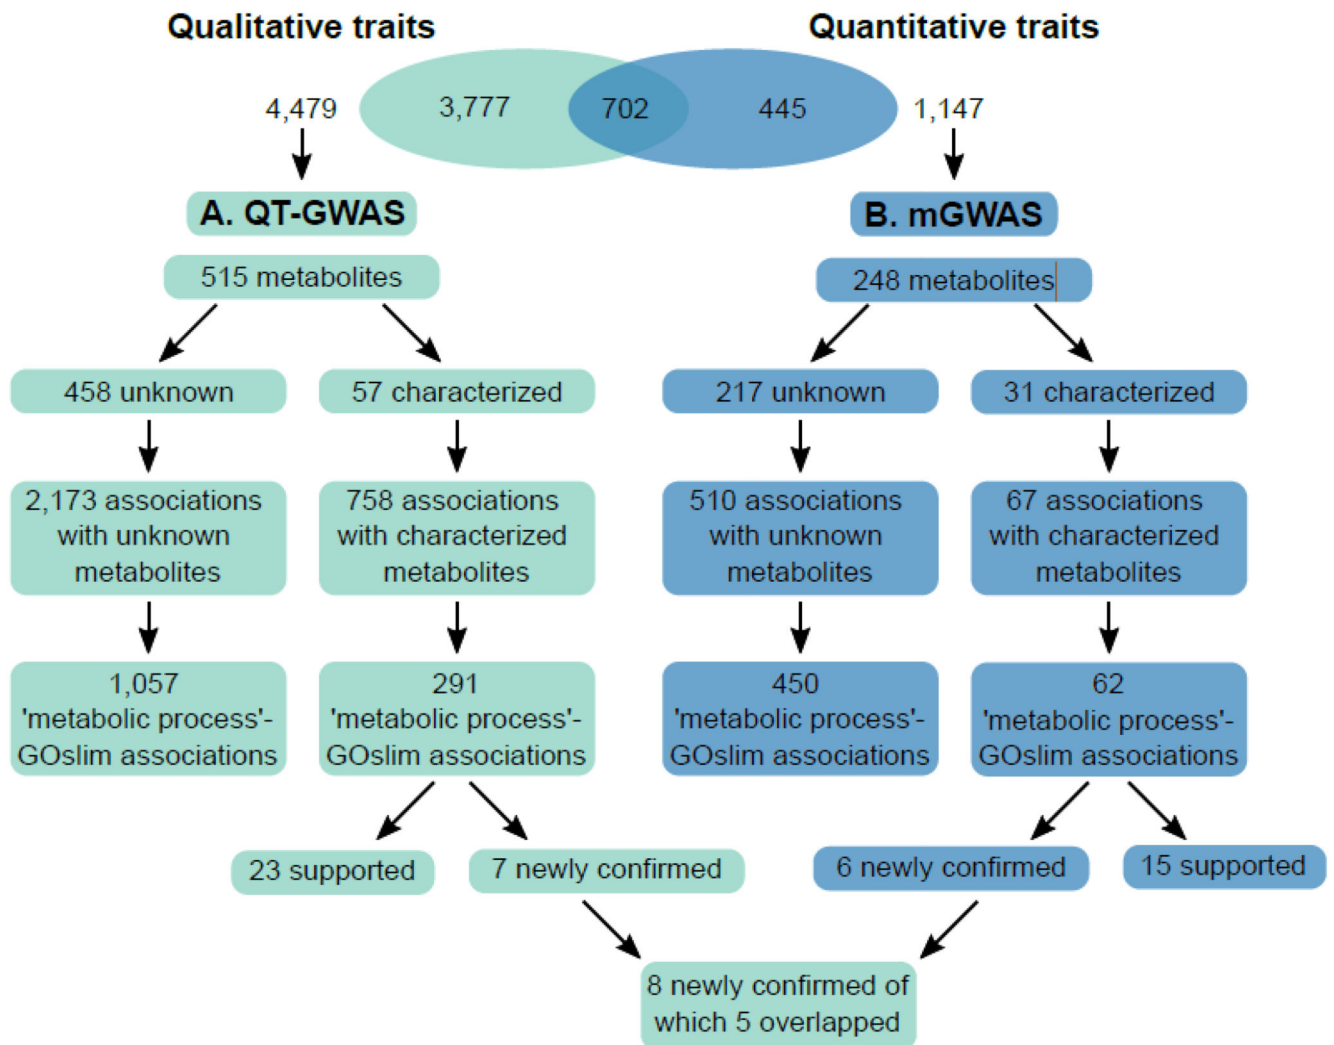 Qualitative traits
Quantitative traits
4,479
3,777
702
445
1,147
A. QT-GWAS
B. mGWAS
515 metabolites
248 metabolites
458 unknown
57 characterized
217 unknown
31 characterized
2,173 associations
with unknown
metabolites
758 associations
with characterized
metabolites
510 associations
with unknown
metabolites
67 associations
with characterized
metabolites
1,057
'metabolic process'-
GOslim associations
291
'metabolic process'-
GOslim associations
450
'metabolic process'-
GOslim associations
62
'metabolic process'-
GOslim associations
23 supported
7 newly confirmed
6 newly confirmed
15 supported
8 newly confirmed of
which 5 overlapped